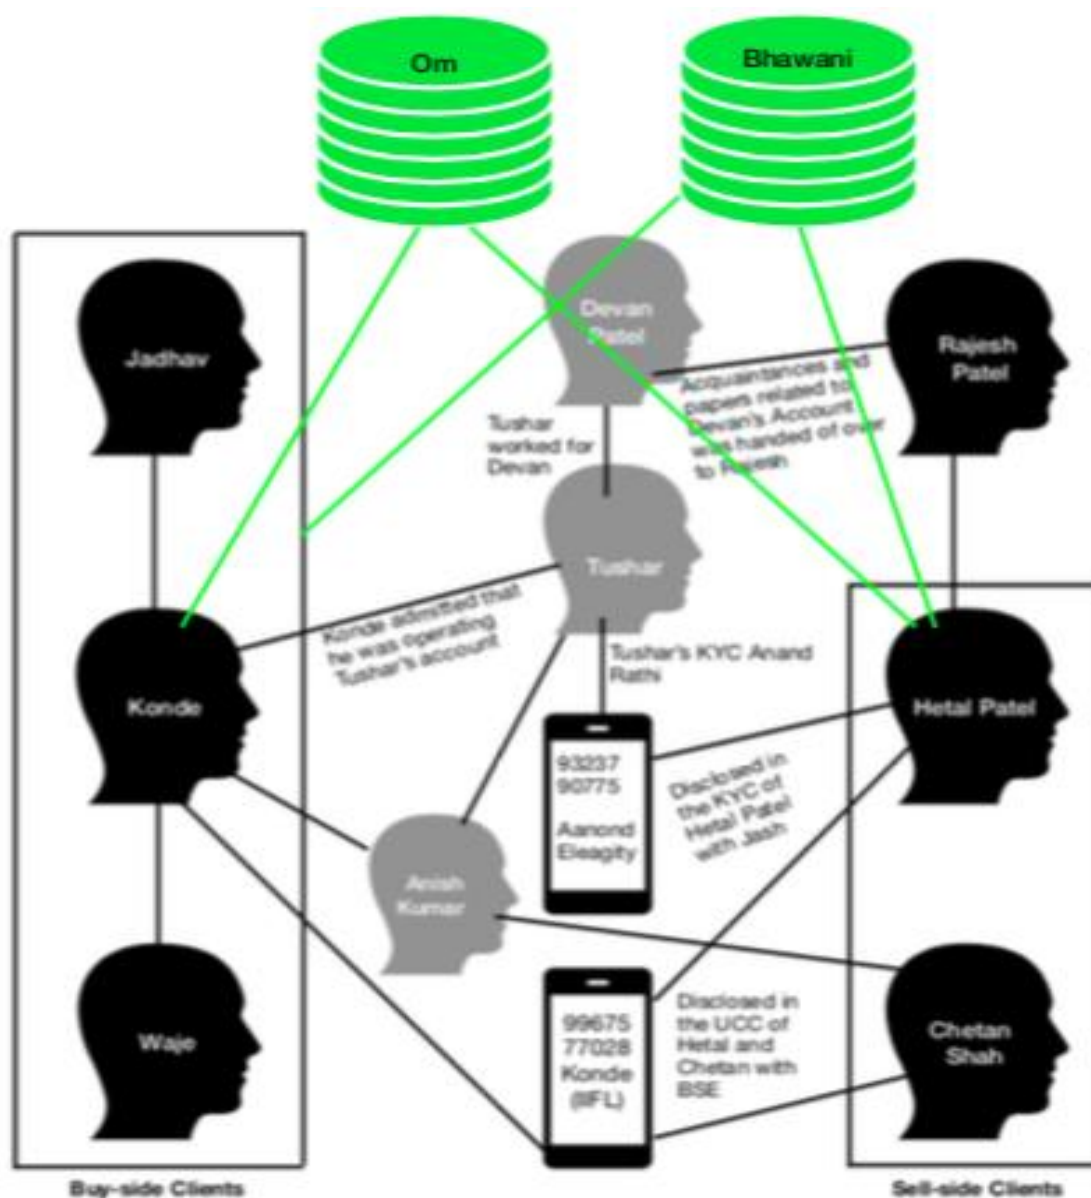 Om
Bhawani
Jadhav
Devan
Patel
Rajesh
Patel
Acquaintances and
papers related to
Devan's Account
was handed of over
to Rajesh
Tushar
worked for
Devan
Tushar
Konde admitted that
he was operating
Tushar's account
Tushar's KYC Anand
Rathi
Konde
Hetal Patel
93237
90775
Aanond
Eleagity
Disclosed in
the KYC of
Hetal Patel
with Jash
Anish
Kumar
Waje
99675
77028
Konde
(IIFL)
Disclosed in
the UCC of
Hetal and
Chetan with
BSE
Chetan
Shah
Buy-side Clients
Sell-side Clients